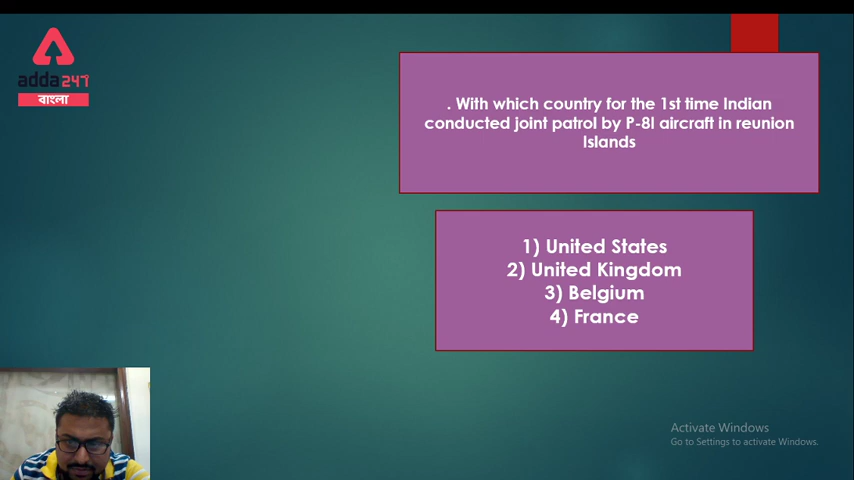 adda247
বাংলা
. With which country for the 1st time Indian
conducted joint patrol by P-8I aircraft in reunion
Islands
1) United States
2) United Kingdom
3) Belgium
4) France
Activate Windows
Go to Settings to activate Windows.